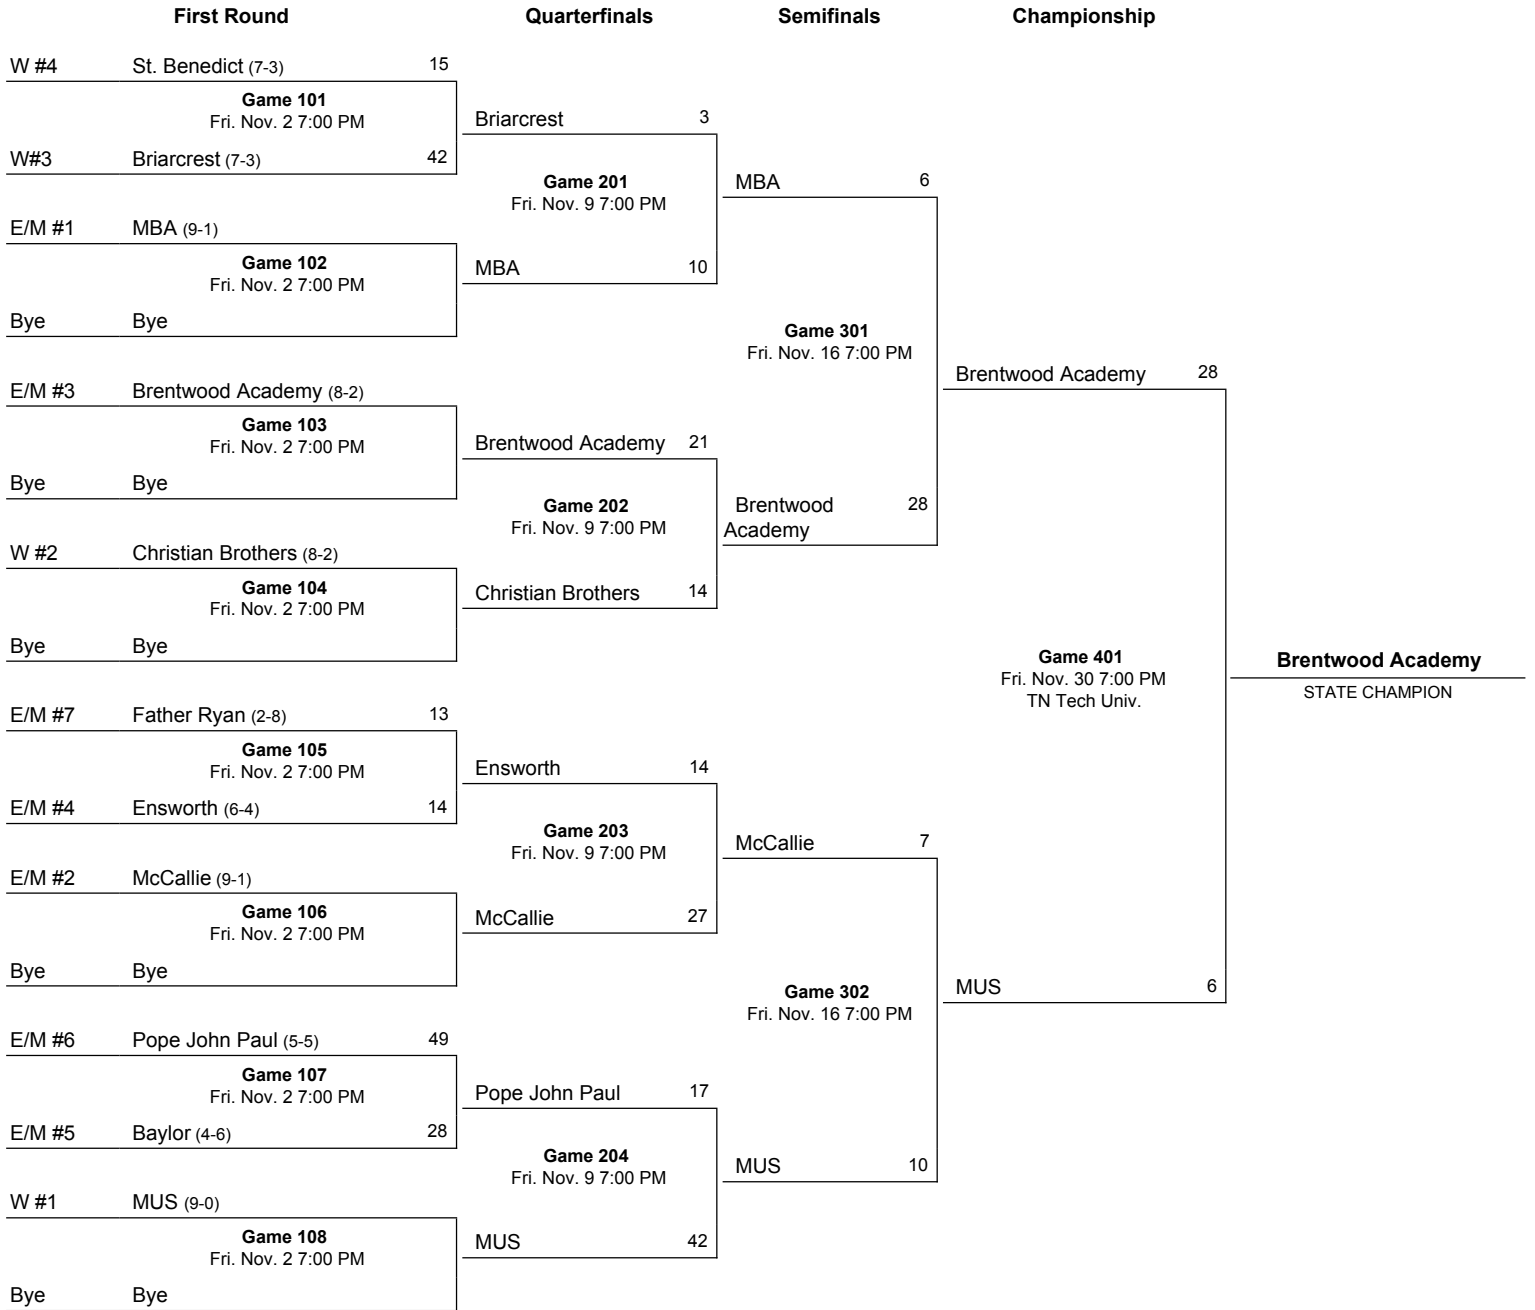 First Round Quarterfinals Semifinals Championship
W #4 St. Benedict (7-3) 15
Game 101
Fri. Nov. 2 7:00 PM
W#3 Briarcrest (7-3) 42
E/M #1 MBA (9-1)
Game 102
Fri. Nov. 2 7:00 PM
Bye Bye
E/M #3 Brentwood Academy (8-2)
Game 103
Fri. Nov. 2 7:00 PM
Bye Bye
W #2 Christian Brothers (8-2)
Game 104
Fri. Nov. 2 7:00 PM
Bye Bye
E/M #7 Father Ryan (2-8) 13
Game 105
Fri. Nov. 2 7:00 PM
E/M #4 Ensworth (6-4) 14
E/M #2 McCallie (9-1)
Game 106
Fri. Nov. 2 7:00 PM
Bye Bye
E/M #6 Pope John Paul (5-5) 49
Game 107
Fri. Nov. 2 7:00 PM
E/M #5 Baylor (4-6) 28
W #1 MUS (9-0)
Game 108
Fri. Nov. 2 7:00 PM
Bye Bye
Briarcrest 3
Game 201
Fri. Nov. 9 7:00 PM
MBA 10
Brentwood Academy 21
Game 202
Fri. Nov. 9 7:00 PM
Christian Brothers 14
Ensworth 14
Game 203
Fri. Nov. 9 7:00 PM
McCallie 27
Pope John Paul 17
Game 204
Fri. Nov. 9 7:00 PM
MUS 42
MBA 6
Game 301
Fri. Nov. 16 7:00 PM
Brentwood 28
Academy
McCallie 7
Game 302
Fri. Nov. 16 7:00 PM
MUS 10
Brentwood Academy 28
Game 401
Fri. Nov. 30 7:00 PM
TN Tech Univ.
MUS 6
Brentwood Academy
STATE CHAMPION